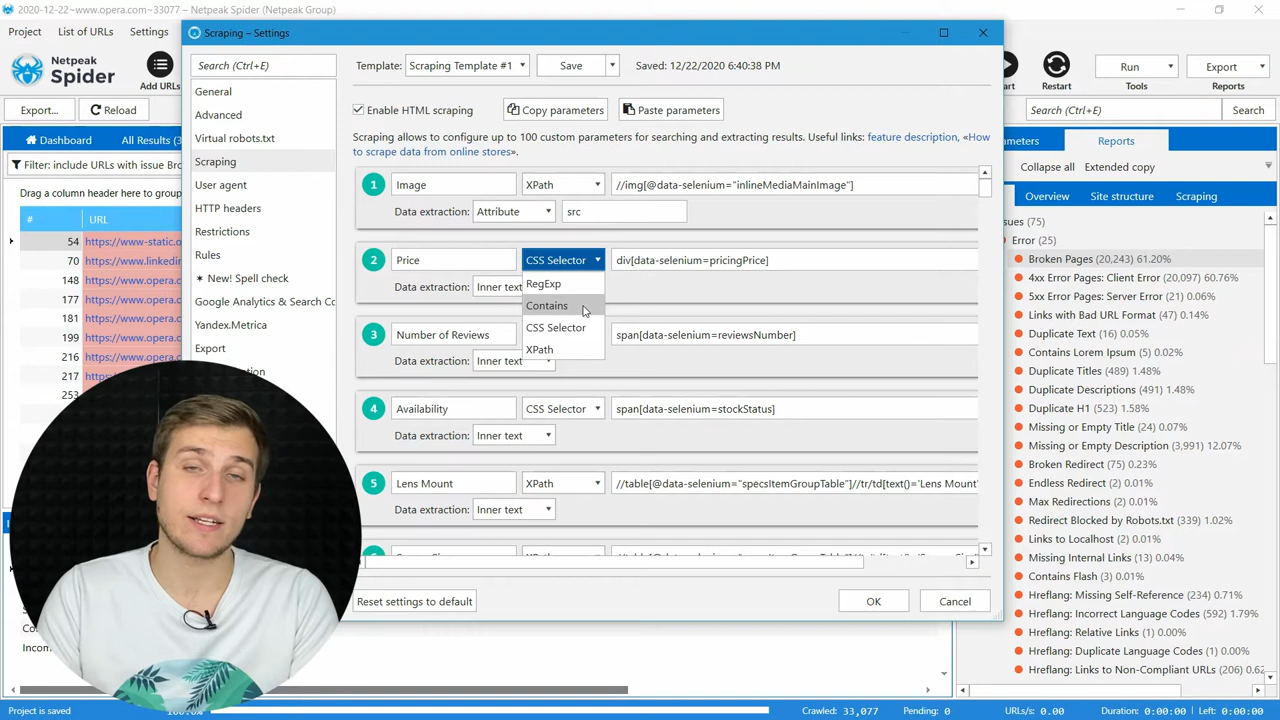 2020-12-22~www.opera.com~33077 — Netpeak Spider (Netpeak Group)
Project
List of URLs
Settings
Netpeak Spider
Add URLs
Restart
Run
Tools
Export
Reports
Export...
Reload
Search (Ctrl+E)
Search
Dashboard
All Results (3
Filter: include URLs with issue Bro
Drag a column header here to group
#
URL
54 https://www-static.o
70 https://www.linkedin
148 https://www.opera.c
177 https://www.opera.c
198 https://www.opera.c
199 https://www.opera.c
216 https://www.opera.c
217
253
Co
Incom
Scraping – Settings
Search (Ctrl+E)
General
Advanced
Virtual robots.txt
Scraping
User agent
HTTP headers
Restrictions
Rules
✶ New! Spell check
Google Analytics & Search Co
Yandex.Metrica
Export
Template:
Scraping Template #1
Save
Saved: 12/22/2020 6:40:38 PM
Enable HTML scraping
Copy parameters
Paste parameters
Scraping allows to configure up to 100 custom parameters for searching and extracting results. Useful links: feature description, «How
to scrape data from online stores».
1
Image
XPath
//img[@data-selenium="inlineMediaMainImage"]
Data extraction:
Attribute
src
2
Price
CSS Selector
div[data-selenium=pricingPrice]
Data extraction:
Inner text
RegExp
Contains
CSS Selector
XPath
3
Number of Reviews
span[data-selenium=reviewsNumber]
Data extraction:
Inner text
4
Availability
CSS Selector
span[data-selenium=stockStatus]
Data extraction:
Inner text
5
Lens Mount
XPath
//table[@data-selenium="specsItemGroupTable"]//tr/td[text()='Lens Mount'
Data extraction:
Inner text
Reset settings to default
OK
Cancel
Reports
Collapse all
Extended copy
Overview
Site structure
Scraping
Error (25)
Broken Pages (20,243) 61.20%
4xx Error Pages: Client Error (20,097) 60.76%
5xx Error Pages: Server Error (21) 0.06%
Links with Bad URL Format (47) 0.14%
Duplicate Text (51) 0.16%
Contains Lorem Ipsum (5) 0.02%
Duplicate Titles (489) 1.48%
Duplicate Descriptions (491) 1.48%
Duplicate H1 (523) 1.58%
Missing or Empty Title (24) 0.07%
Missing or Empty Description (3,991) 12.07%
Broken Redirect (75) 0.23%
Endless Redirect (2) 0.01%
Max Redirections (2) 0.01%
Redirect Blocked by Robots.txt (339) 1.02%
Links to Localhost (2) 0.01%
Missing Internal Links (13) 0.04%
Contains Flash (3) 0.01%
Hreflang: Missing Self-Reference (234) 0.71%
Hreflang: Incorrect Language Codes (592) 1.79%
Hreflang: Relative Links (1) 0.00%
Hreflang: Duplicate Language Codes (1) 0.00%
Hreflang: Links to Non-Compliant URLs (206) 0.62
Project is saved
100.0%
Crawled: 33,077
Pending: 0
URLs/s: 0.00
Duration: 0:00:00
Left: 0:00:00